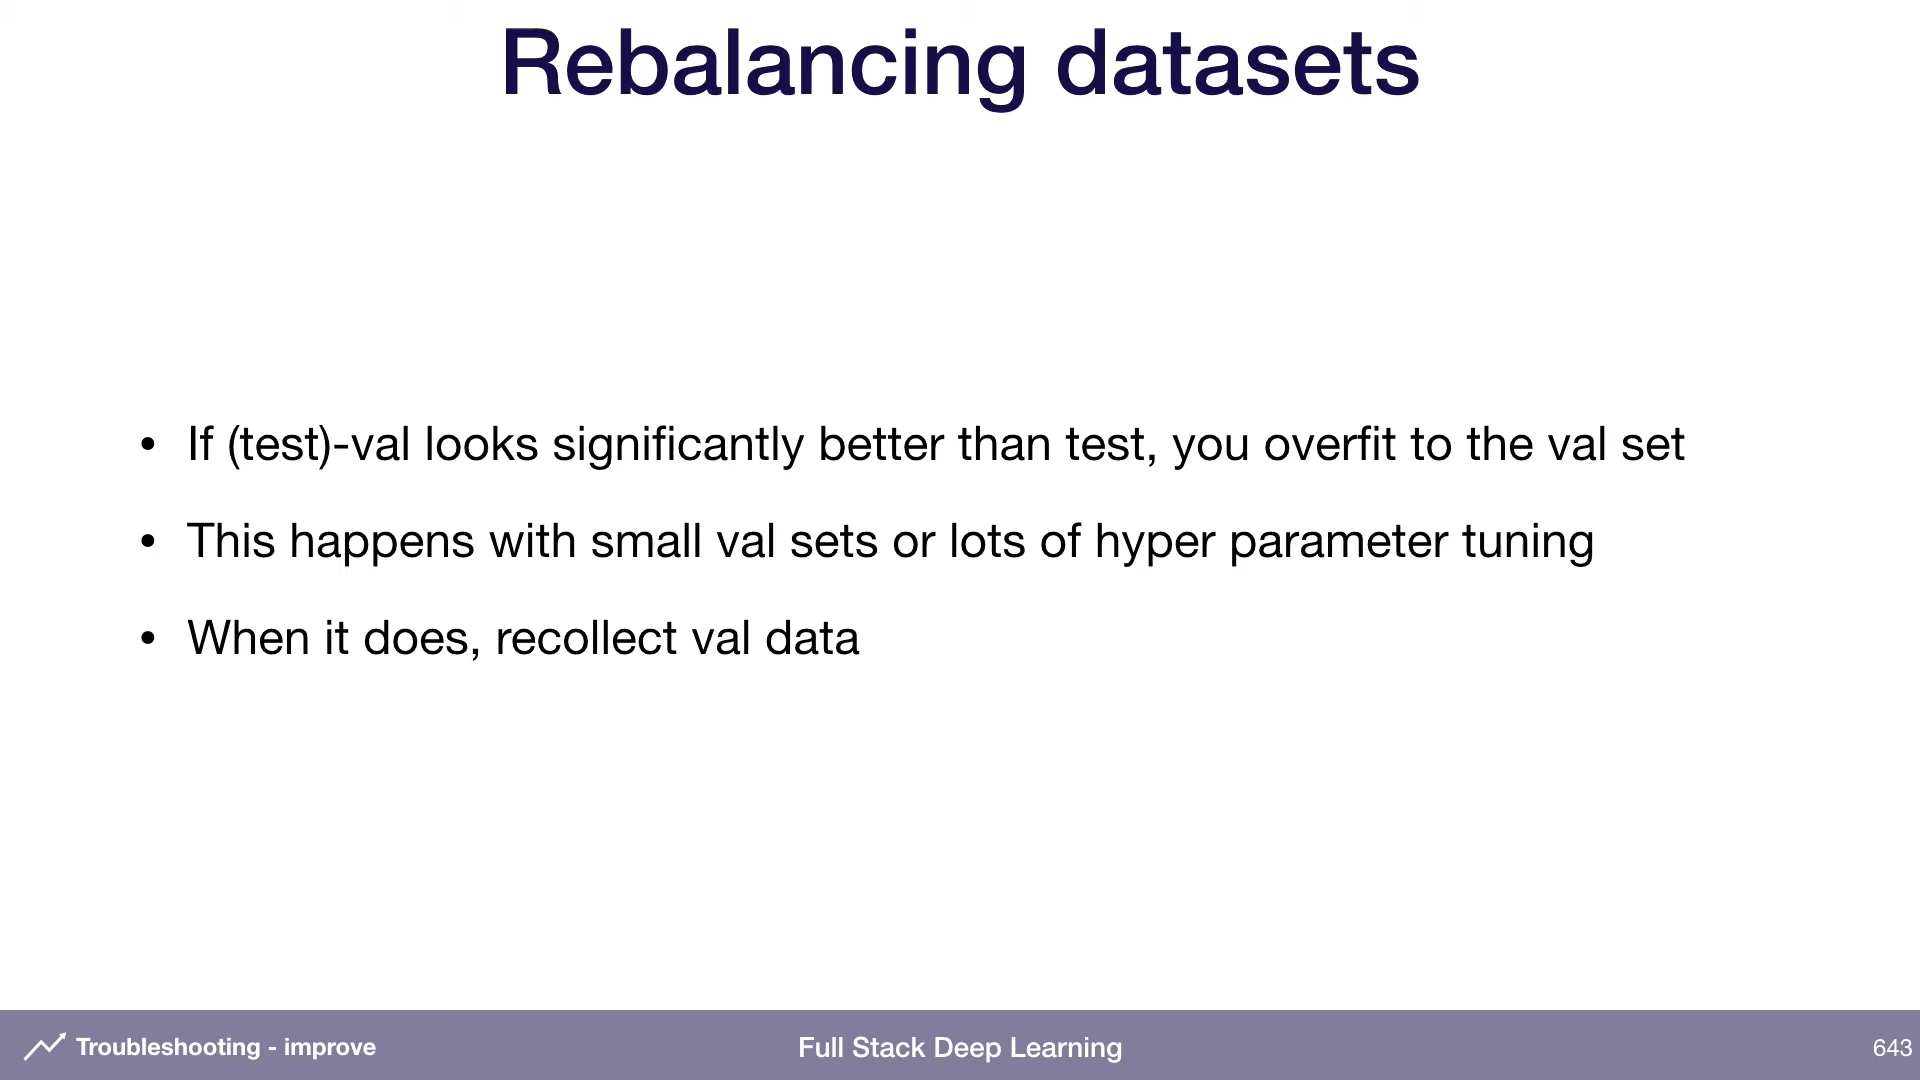 Rebalancing datasets
• If (test)-val looks significantly better than test, you overfit to the val set
• This happens with small val sets or lots of hyper parameter tuning
• When it does, recollect val data
Troubleshooting - improve
Full Stack Deep Learning
643